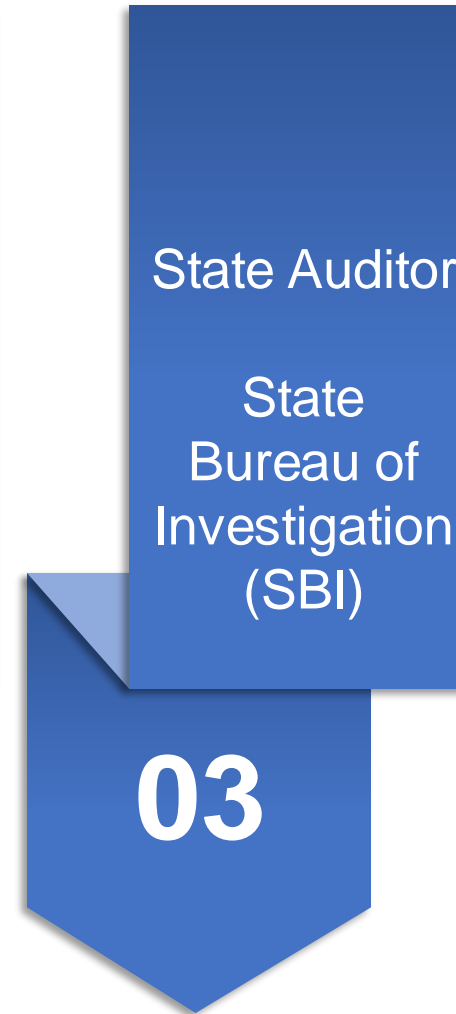 State Auditor
State
Bureau of
Investigation
(SBI)
03